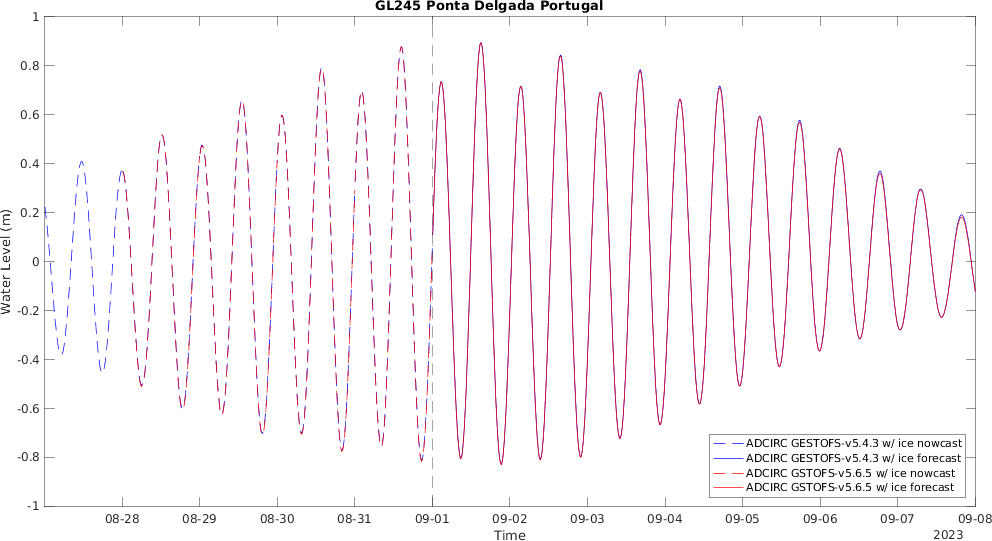 GL245 Ponta Delgada Portugal
1
0.8
0.6
0.4
0.2
0
-0.2
-0.4
-0.6
-0.8
-1
Water Level (m)
ADCIRC GESTOFS-v5.4.3 w/ ice nowcast
ADCIRC GESTOFS-v5.4.3 w/ ice forecast
ADCIRC GSTOFS-v5.6.5 w/ ice nowcast
ADCIRC GSTOFS-v5.6.5 w/ ice forecast
08-28 08-29 08-30 08-31 09-01 09-02 09-03 09-04 09-05 09-06 09-07 09-08
Time
2023